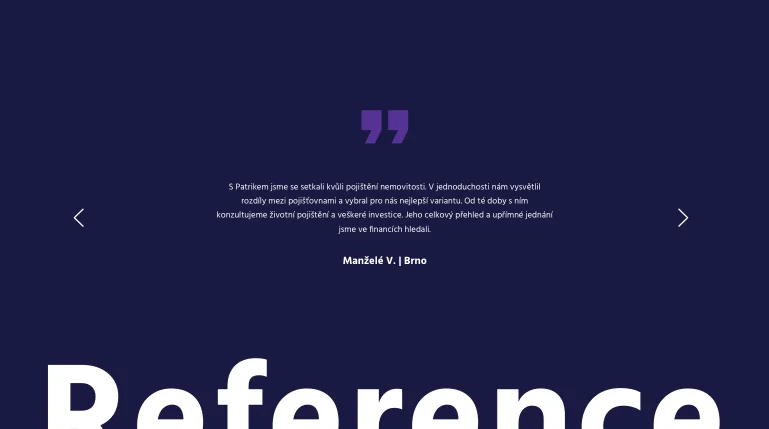 S Patrikem jsme se setkali kvůli pojištění nemovitosti. V jednoduchosti nám vysvětlil
rozdíly mezi pojišťovnami a vybral pro nás nejlepší variantu. Od té doby s ním
konzultujeme životní pojištění a veškeré investice. Jeho celkový přehled a upřímné jednání
jsme ve financích hledali.
Manželé V. | Brno
Reference